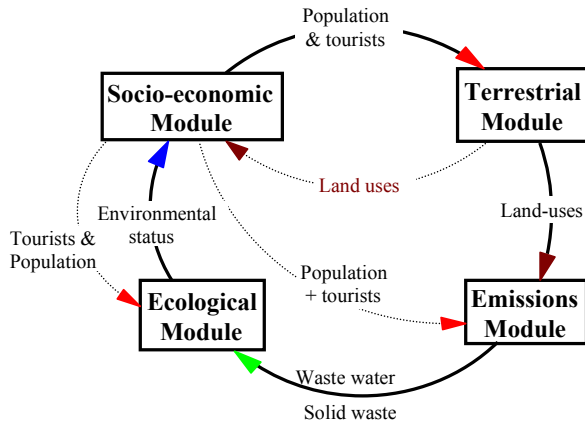 Population
& tourists
Socio-economic
Module
Terrestrial
Module
Land uses
Land-uses
Environmental
status
Tourists &
Population
Population
+ tourists
Ecological
Module
Emissions
Module
Waste water
Solid waste